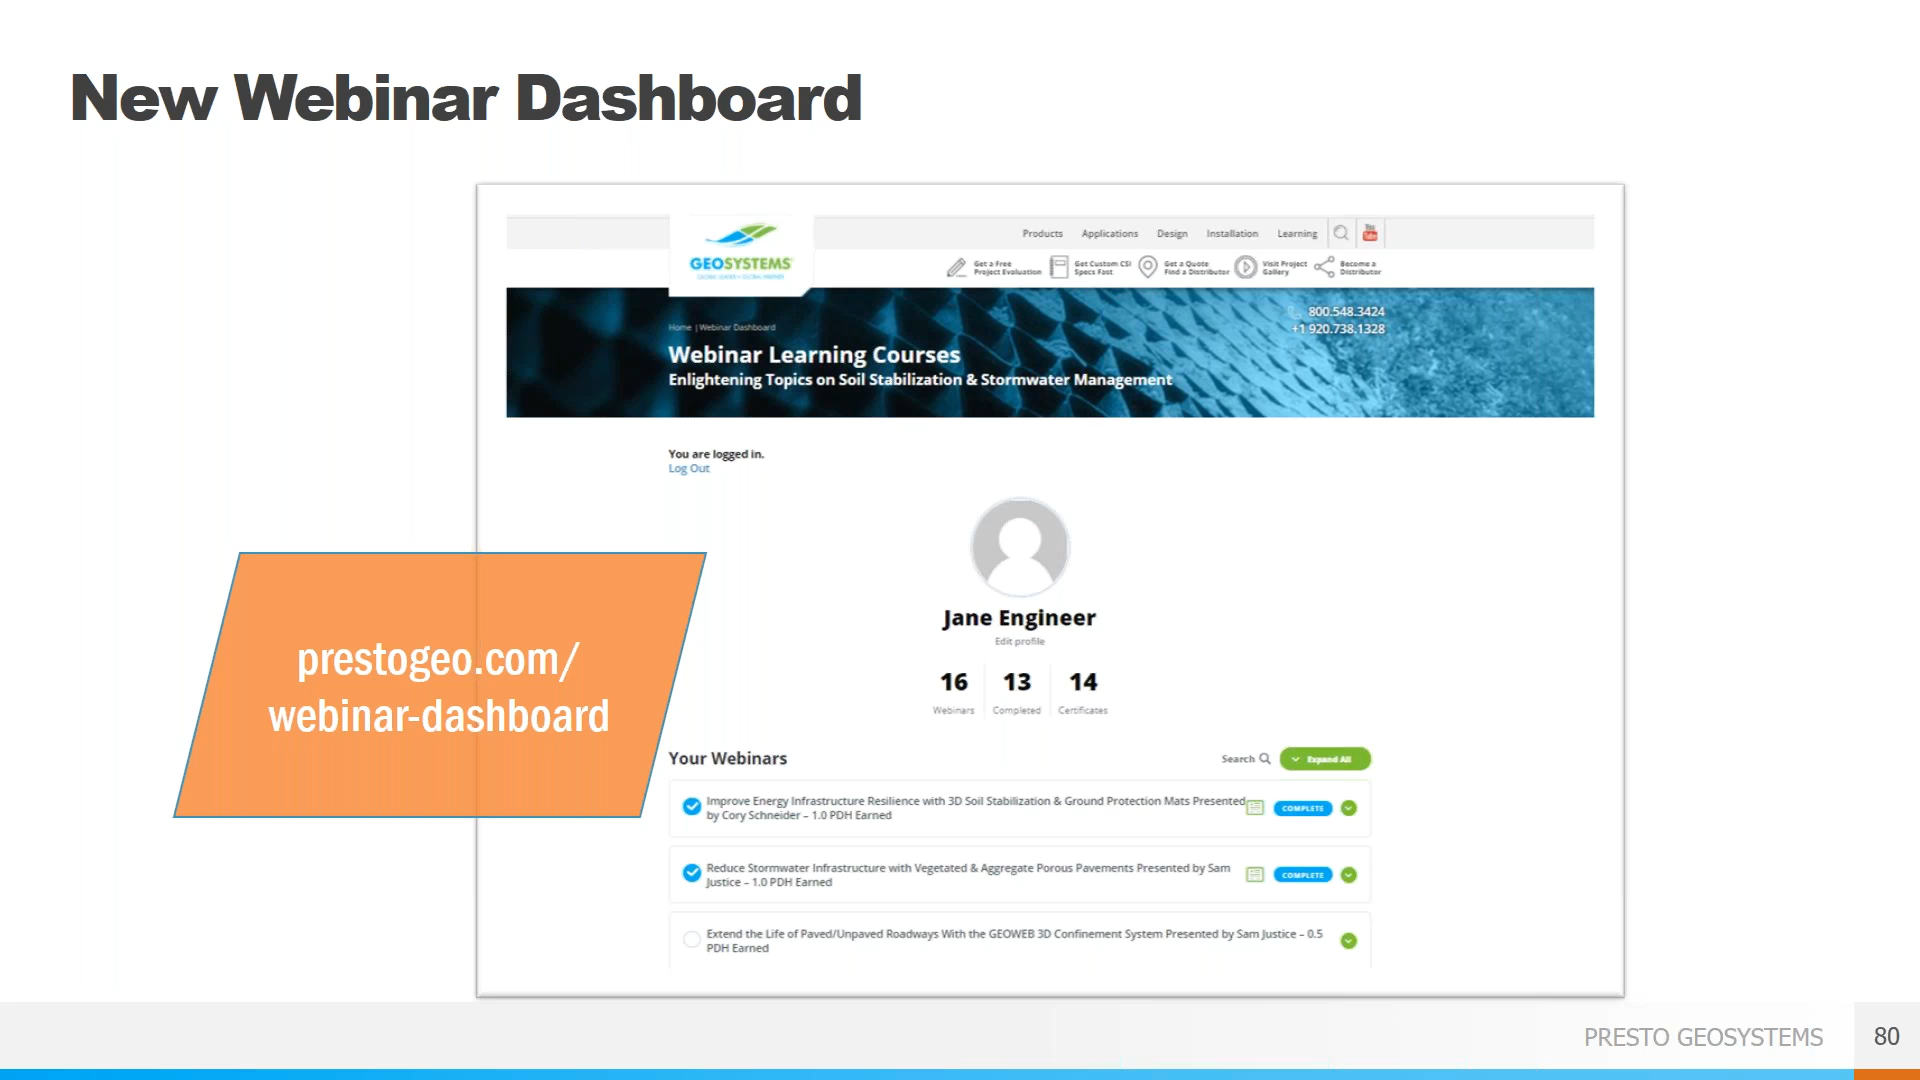 New Webinar Dashboard
GEOSYSTEMS
Products Applications Design Installation Learning
You Tube
Get a Free
Project Evaluation
Get Custom CSI
Specs Fast
Get a Quote
Find a Distributor
Visit Project
Gallery
Become a
Distributor
800.548.3424
+1 920.738.1328
Home | Webinar Dashboard
Webinar Learning Courses
Enlightening Topics on Soil Stabilization & Stormwater Management
You are logged in.
Log Out
Jane Engineer
Edit profile
16 13 14
Webinars Completed Certificates
prestogeo.com/
webinar-dashboard
Your Webinars
Search
Expand All
Improve Energy Infrastructure Resilience with 3D Soil Stabilization & Ground Protection Mats Presented
by Cory Schneider – 1.0 PDH Earned
COMPLETE
Reduce Stormwater Infrastructure with Vegetated & Aggregate Porous Pavements Presented by Sam
Justice – 1.0 PDH Earned
COMPLETE
Extend the Life of Paved/Unpaved Roadways With the GEOWEB 3D Confinement System Presented by Sam Justice – 0.5
PDH Earned
PRESTO GEOSYSTEMS
80